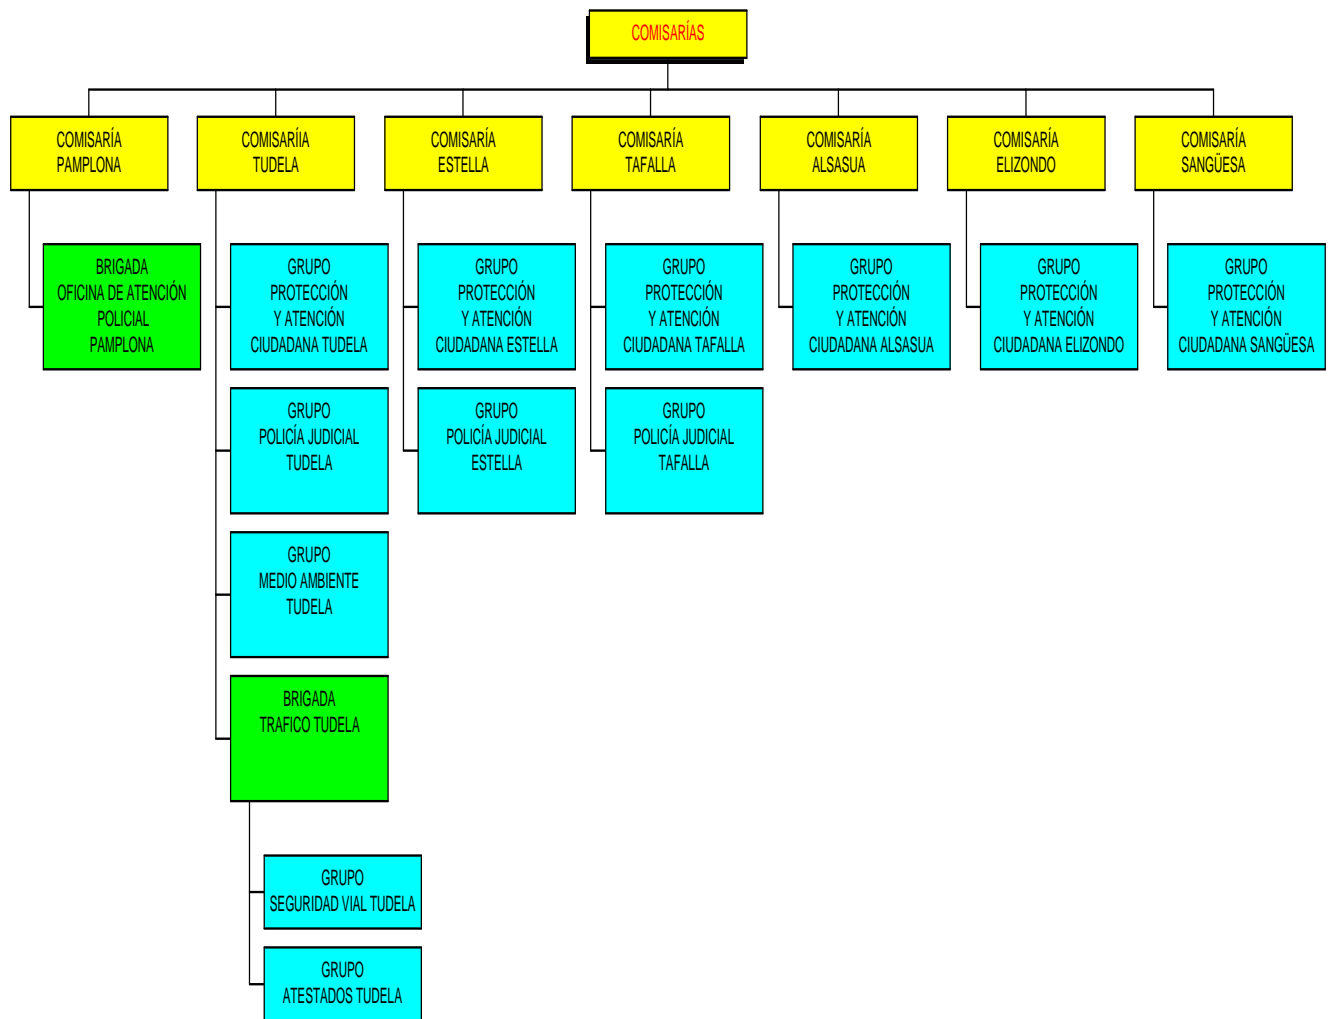 COMISARÍAS
COMISARÍA
PAMPLONA
COMISARÍIA
TUDELA
COMISARÍA
ESTELLA
COMISARÍA
TAFALLA
COMISARÍA
ALSASUA
COMISARÍA
ELIZONDO
COMISARÍA
SANGÜESA
BRIGADA
OFICINA DE ATENCIÓN
POLICIAL
PAMPLONA
GRUPO
PROTECCIÓN
Y ATENCIÓN
CIUDADANA TUDELA
GRUPO
PROTECCIÓN
Y ATENCIÓN
CIUDADANA ESTELLA
GRUPO
PROTECCIÓN
Y ATENCIÓN
CIUDADANA TAFALLA
GRUPO
PROTECCIÓN
Y ATENCIÓN
CIUDADANA ALSASUA
GRUPO
PROTECCIÓN
Y ATENCIÓN
CIUDADANA ELIZONDO
GRUPO
PROTECCIÓN
Y ATENCIÓN
CIUDADANA SANGÜESA
GRUPO
POLICÍA JUDICIAL
TUDELA
GRUPO
POLICÍA JUDICIAL
ESTELLA
GRUPO
POLICÍA JUDICIAL
TAFALLA
GRUPO
MEDIO AMBIENTE
TUDELA
BRIGADA
TRAFICO TUDELA
GRUPO
SEGURIDAD VIAL TUDELA
GRUPO
ATESTADOS TUDELA